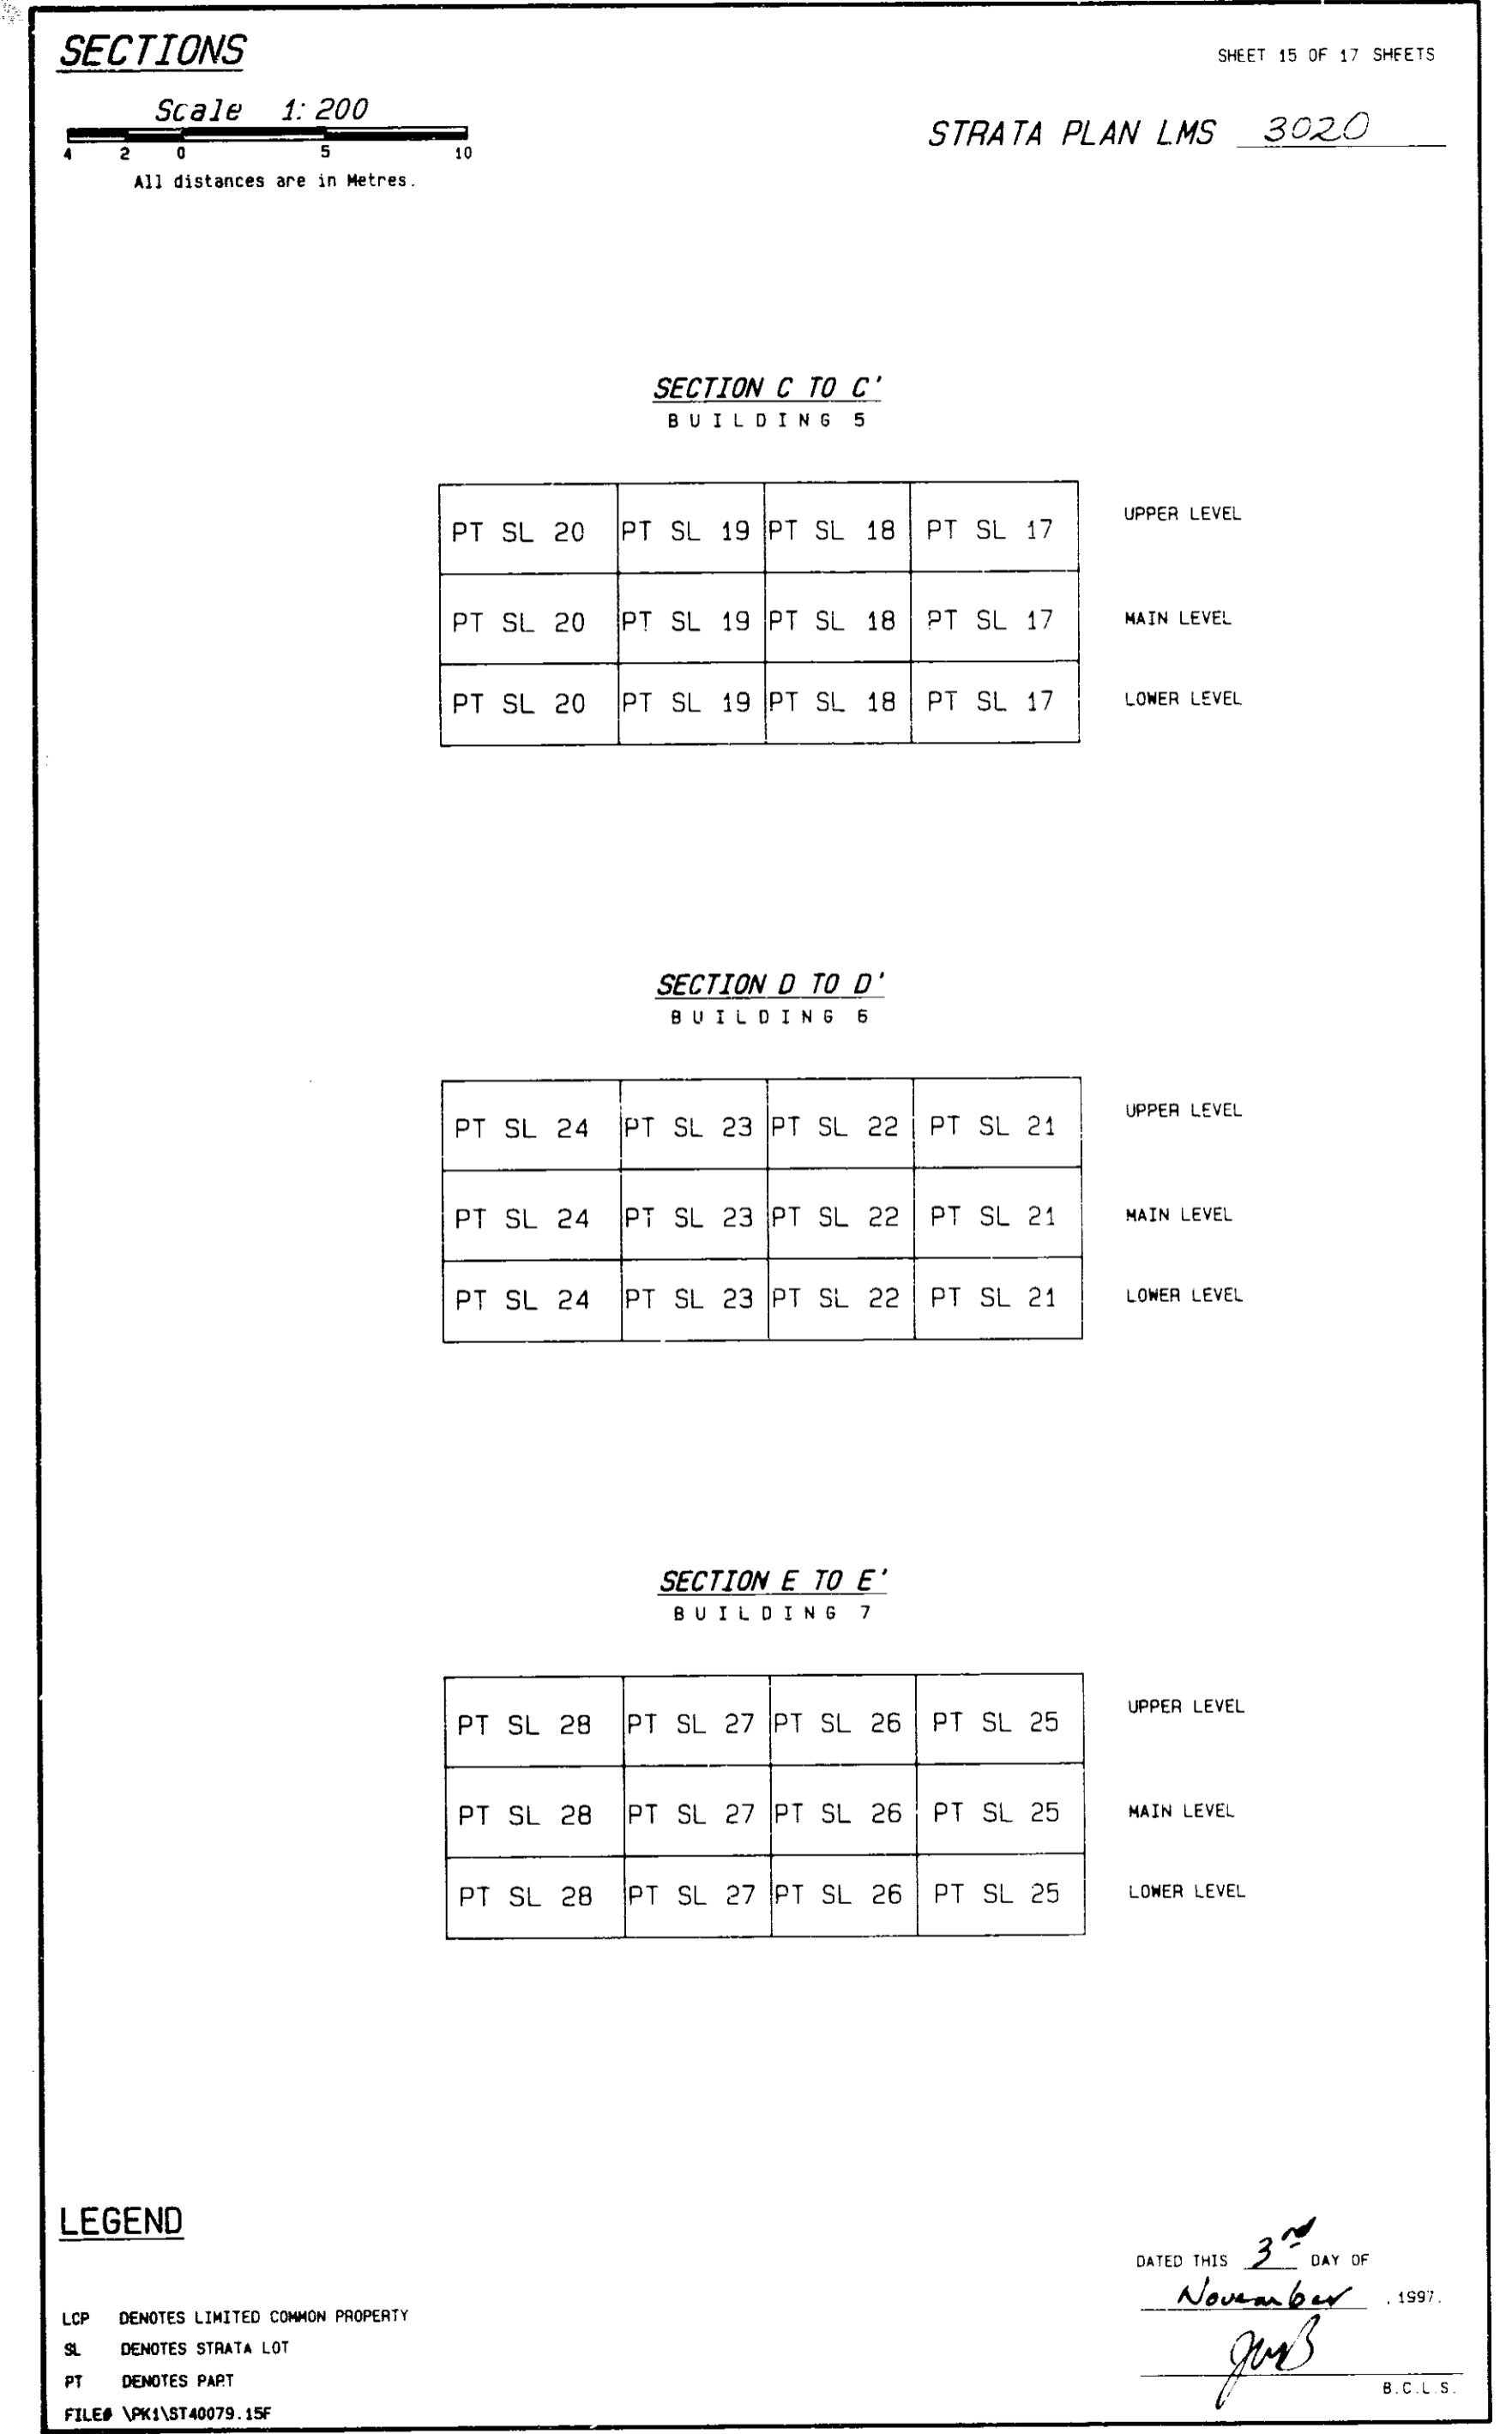 SECTIONS
SHEET 15 OF 17 SHEETS
Scale 1:200
4 2 0 5 10
All distances are in Metres.
STRATA PLAN LMS 3020
SECTION C TO C'
BUILDING 5
PT SL 20 PT SL 19 PT SL 18 PT SL 17 UPPER LEVEL
PT SL 20 PT SL 19 PT SL 18 PT SL 17 MAIN LEVEL
PT SL 20 PT SL 19 PT SL 18 PT SL 17 LOWER LEVEL
SECTION D TO D'
BUILDING 6
PT SL 24 PT SL 23 PT SL 22 PT SL 21 UPPER LEVEL
PT SL 24 PT SL 23 PT SL 22 PT SL 21 MAIN LEVEL
PT SL 24 PT SL 23 PT SL 22 PT SL 21 LOWER LEVEL
SECTION E TO E'
BUILDING 7
PT SL 28 PT SL 27 PT SL 26 PT SL 25 UPPER LEVEL
PT SL 28 PT SL 27 PT SL 26 PT SL 25 MAIN LEVEL
PT SL 28 PT SL 27 PT SL 26 PT SL 25 LOWER LEVEL
LEGEND
LCP DENOTES LIMITED COMMON PROPERTY
SL DENOTES STRATA LOT
PT DENOTES PART
FILE# \PK1\ST40079.15F
DATED THIS 3rd DAY OF
November , 1997.
B.C.L.S.